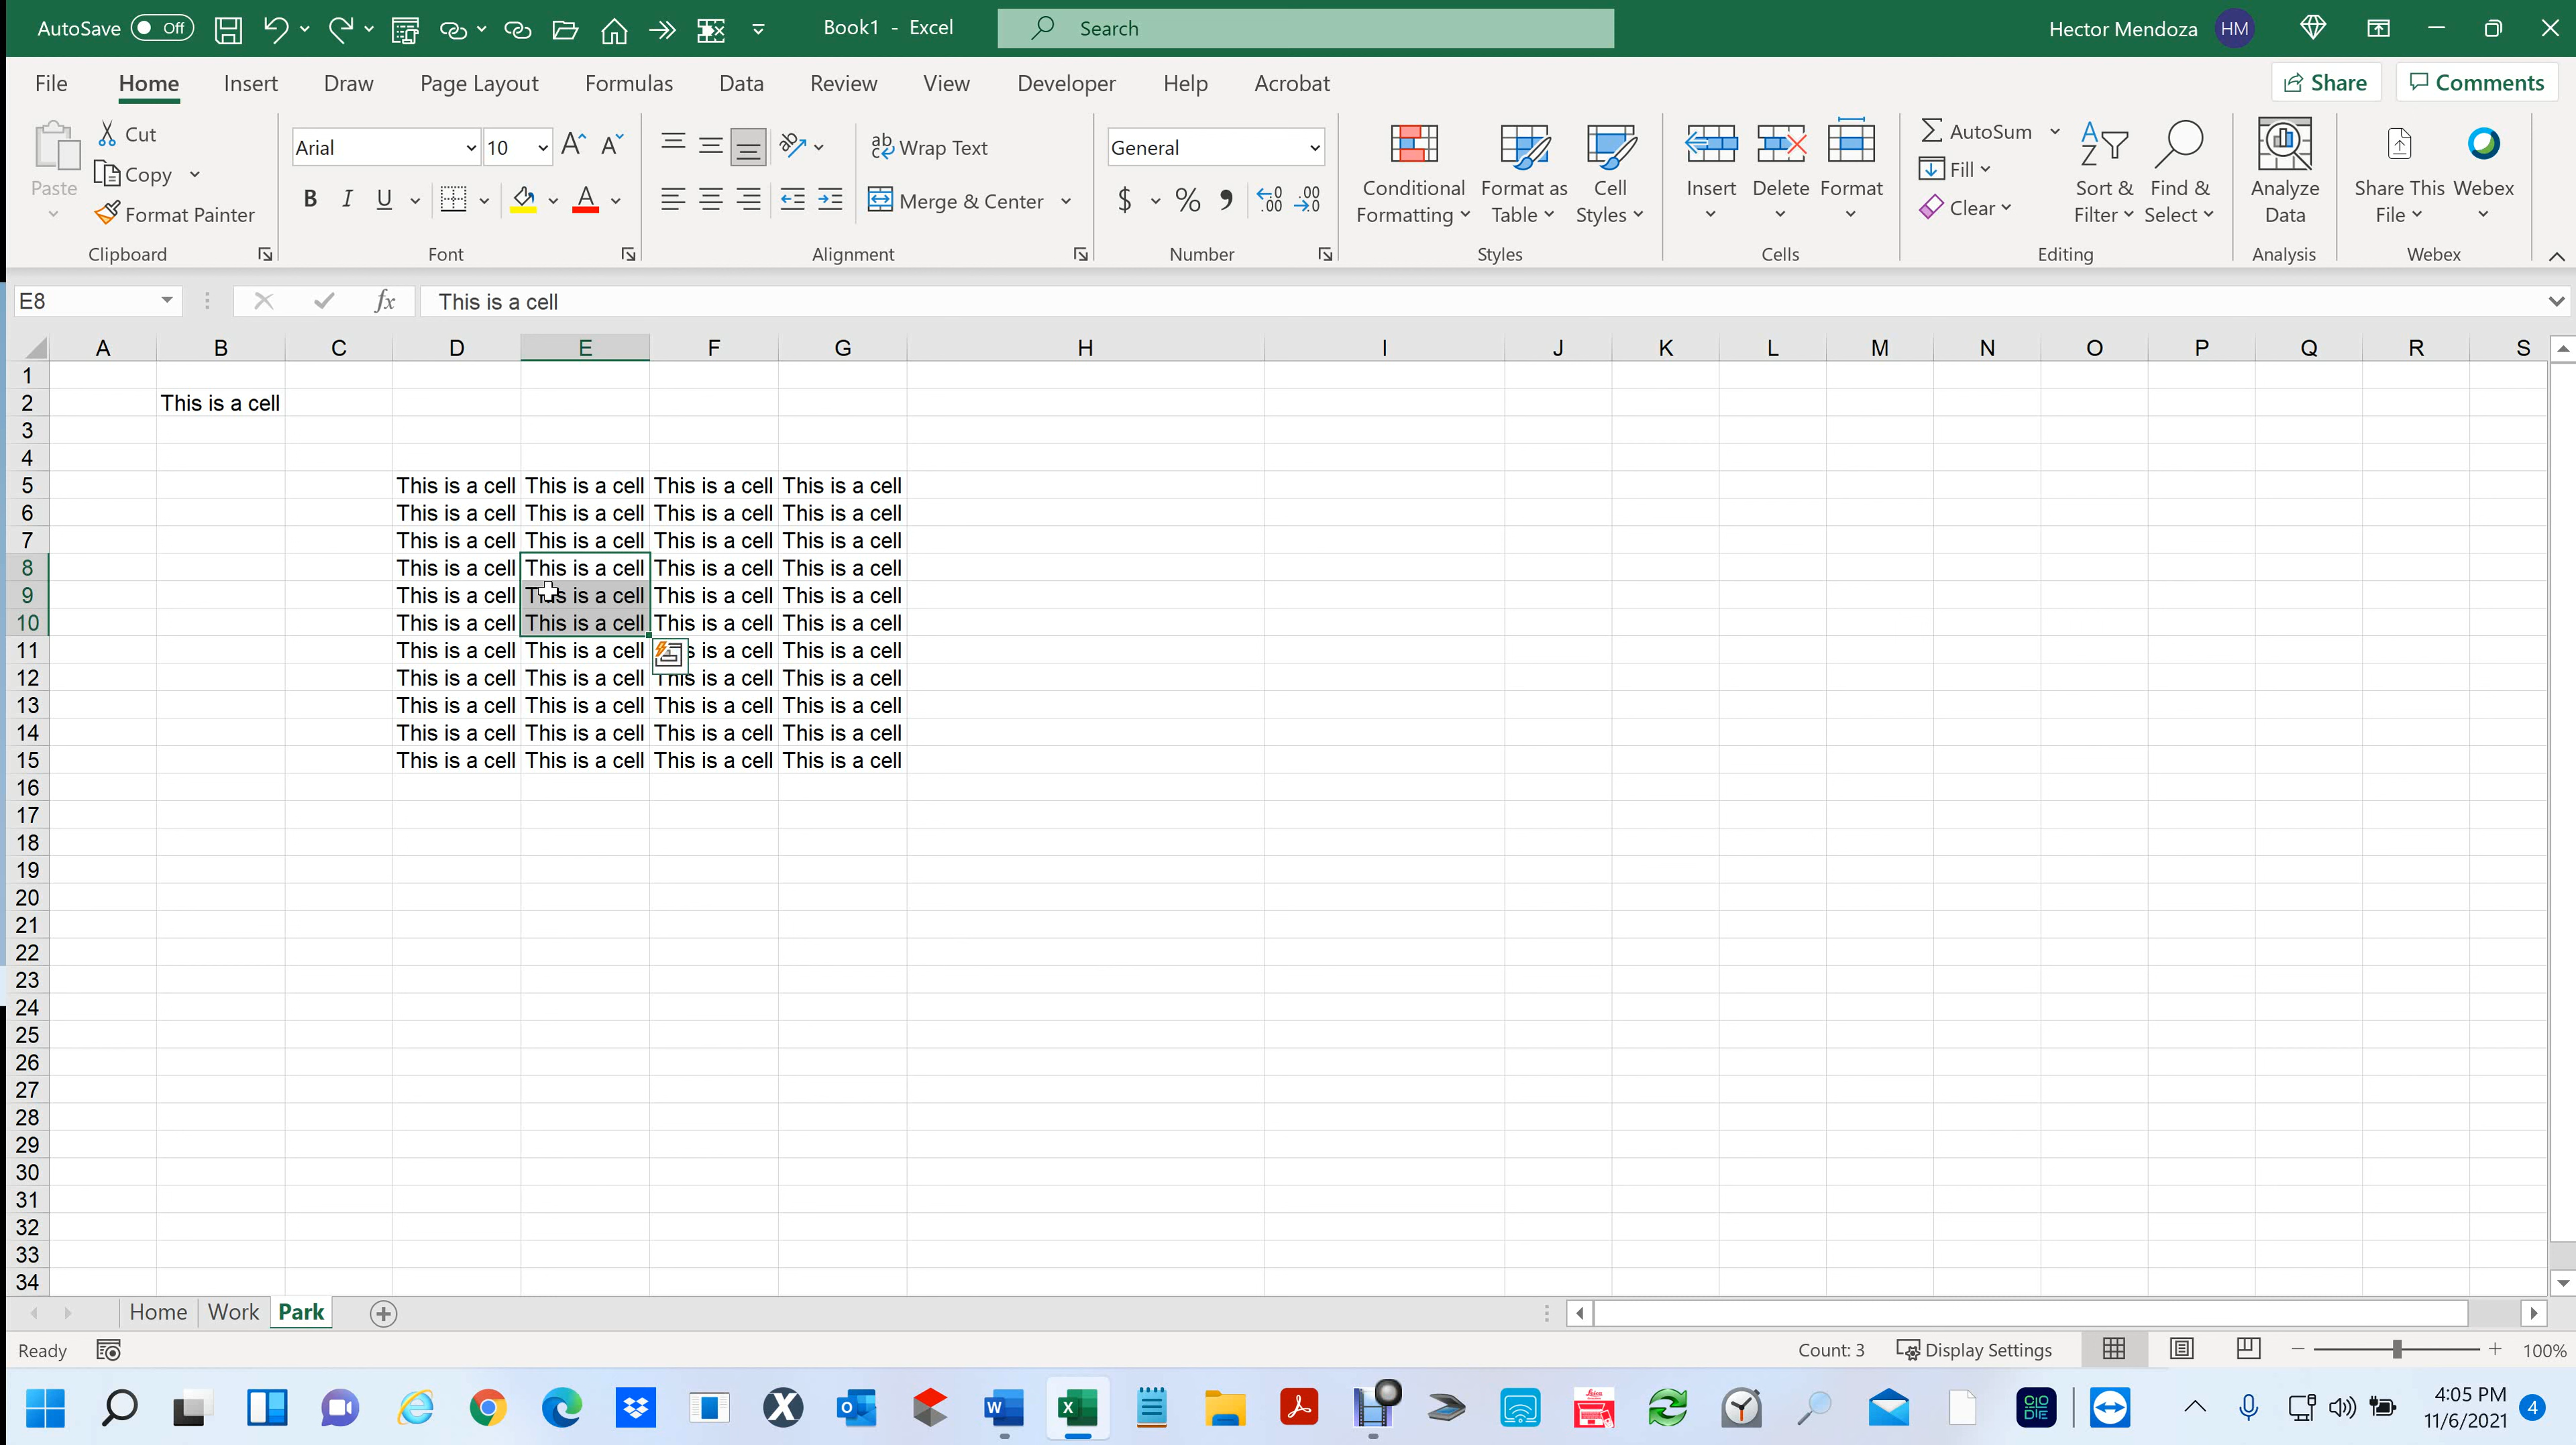 AutoSave Off Book1 - Excel Search Hector Mendoza HM
File Home Insert Draw Page Layout Formulas Data Review View Developer Help Acrobat Share Comments
Paste Cut Copy Format Painter
Clipboard
Arial 10
B I U A
Font
Wrap Text
Merge & Center
Alignment
General
$ % 9 .00 .0
Number
Conditional Formatting
Format as Table
Cell Styles
Styles
Insert Delete Format
Cells
AutoSum
Fill
Clear
Sort & Filter
Find & Select
Editing
Analyze Data
Analysis
Share This File
Webex
Webex
E8 fx This is a cell
A B C D E F G H I J K L M N O P Q R S
1
2 This is a cell
3
4
5 This is a cell This is a cell This is a cell This is a cell
6 This is a cell This is a cell This is a cell This is a cell
7 This is a cell This is a cell This is a cell This is a cell
8 This is a cell This is a cell This is a cell This is a cell
9 This is a cell This is a cell This is a cell This is a cell
10 This is a cell This is a cell This is a cell This is a cell
11 This is a cell This is a cell s is a cell This is a cell
12 This is a cell This is a cell This is a cell This is a cell
13 This is a cell This is a cell This is a cell This is a cell
14 This is a cell This is a cell This is a cell This is a cell
15 This is a cell This is a cell This is a cell This is a cell
16
17
18
19
20
21
22
23
24
25
26
27
28
29
30
31
32
33
34
Home Work Park
Ready Count: 3 Display Settings 100%
4:05 PM
11/6/2021 4